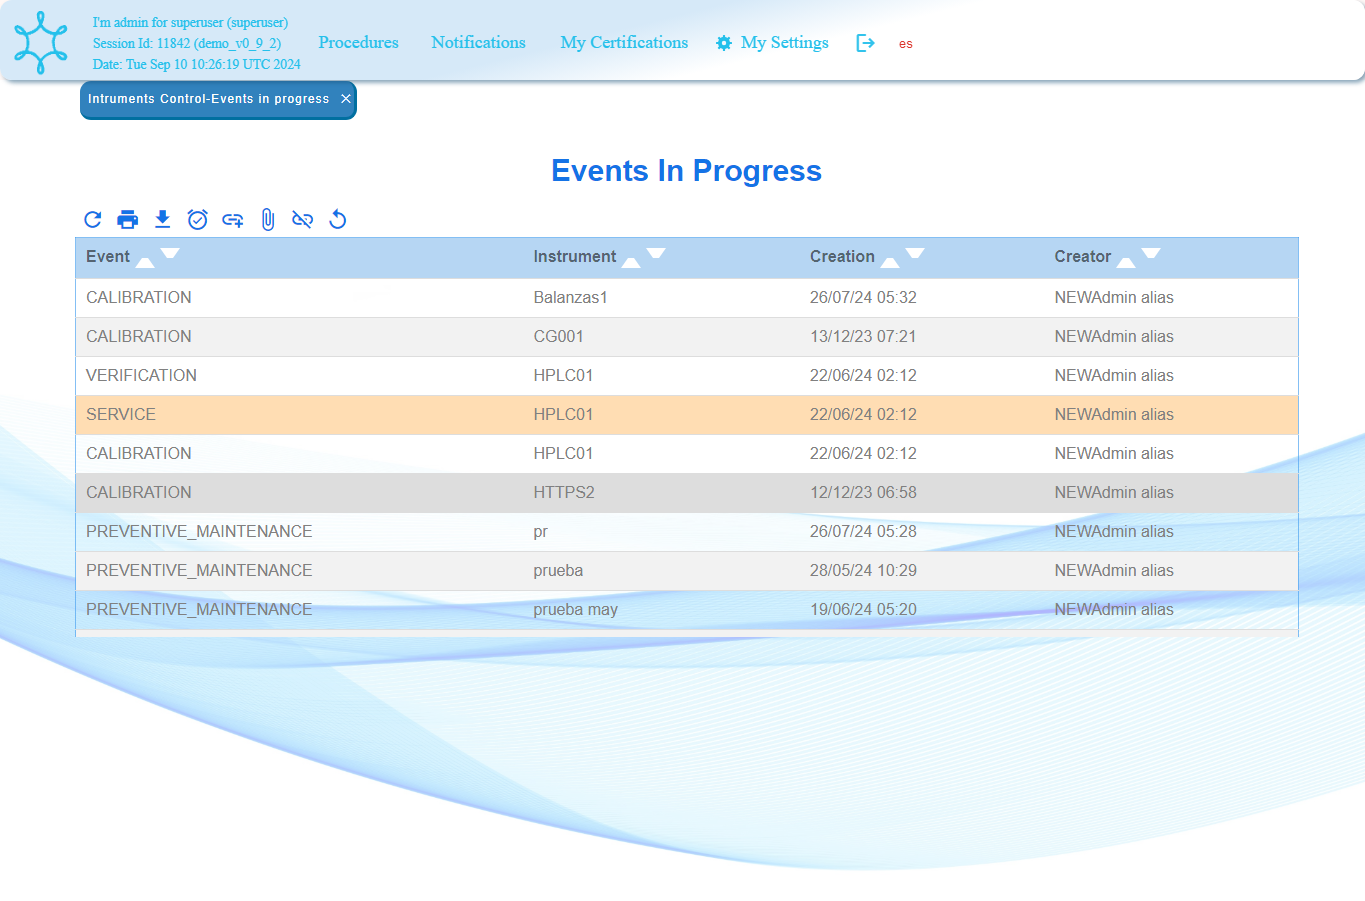 I'm admin for superuser (superuser)
Session Id: 11842 (demo_v0_9_2)
Date: Tue Sep 10 10:26:19 UTC 2024
Procedures Notifications My Certifications My Settings es
Intruments Control-Events in progress ×
Events In Progress
Event Instrument Creation Creator
CALIBRATION Balanzas1 26/07/24 05:32 NEWAdmin alias
CALIBRATION CG001 13/12/23 07:21 NEWAdmin alias
VERIFICATION HPLC01 22/06/24 02:12 NEWAdmin alias
SERVICE HPLC01 22/06/24 02:12 NEWAdmin alias
CALIBRATION HPLC01 22/06/24 02:12 NEWAdmin alias
CALIBRATION HTTPS2 12/12/23 06:58 NEWAdmin alias
PREVENTIVE_MAINTENANCE pr 26/07/24 05:28 NEWAdmin alias
PREVENTIVE_MAINTENANCE prueba 28/05/24 10:29 NEWAdmin alias
PREVENTIVE_MAINTENANCE prueba may 19/06/24 05:20 NEWAdmin alias